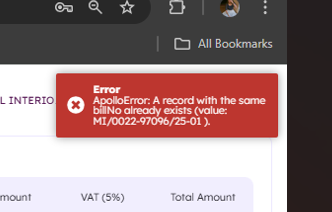 All Bookmarks
L INTERIO
Error
ApolloError: A record with the same
billNo already exists (value:
MI/0022-97096/25-01 ).
mount VAT (5%) Total Amount